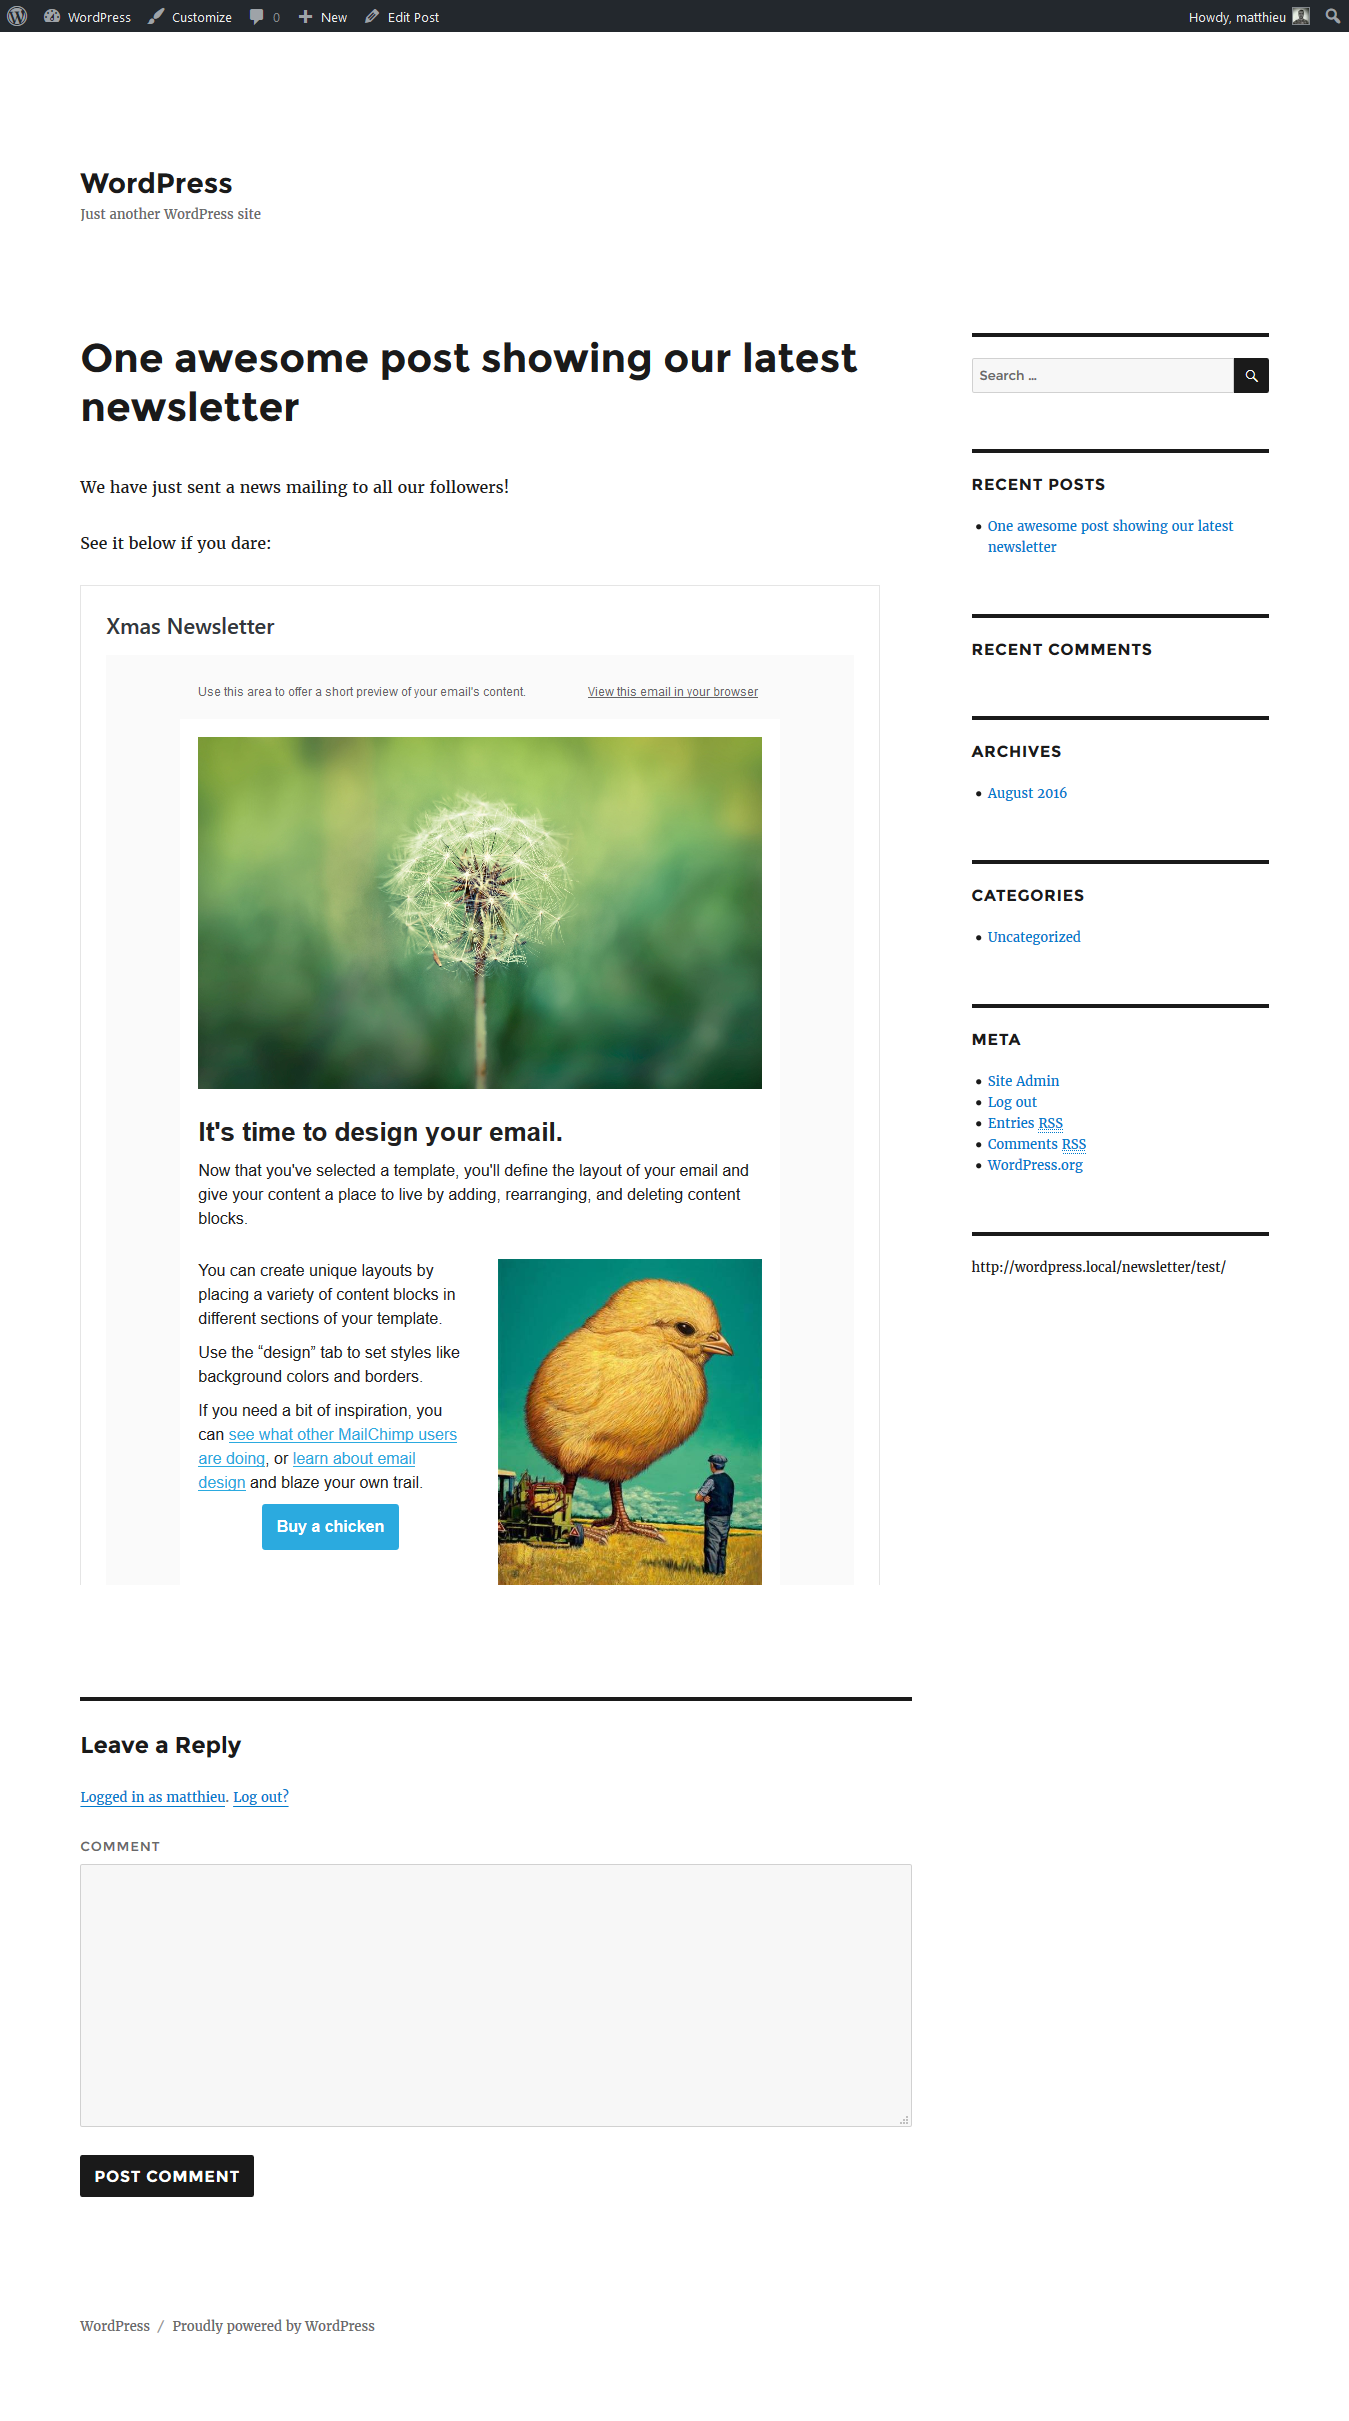 WordPress Customize 0 New Edit Post Howdy, matthieu
WordPress
Just another WordPress site
One awesome post showing our latest
newsletter
We have just sent a news mailing to all our followers!
See it below if you dare:
Xmas Newsletter
Use this area to offer a short preview of your email's content. View this email in your browser
It's time to design your email.
Now that you've selected a template, you'll define the layout of your email and
give your content a place to live by adding, rearranging, and deleting content
blocks.
You can create unique layouts by
placing a variety of content blocks in
different sections of your template.
Use the “design” tab to set styles like
background colors and borders.
If you need a bit of inspiration, you
can see what other MailChimp users
are doing, or learn about email
design and blaze your own trail.
Buy a chicken
Search …
RECENT POSTS
One awesome post showing our latest
newsletter
RECENT COMMENTS
ARCHIVES
August 2016
CATEGORIES
Uncategorized
META
Site Admin
Log out
Entries RSS
Comments RSS
WordPress.org
http://wordpress.local/newsletter/test/
Leave a Reply
Logged in as matthieu. Log out?
COMMENT
POST COMMENT
WordPress / Proudly powered by WordPress